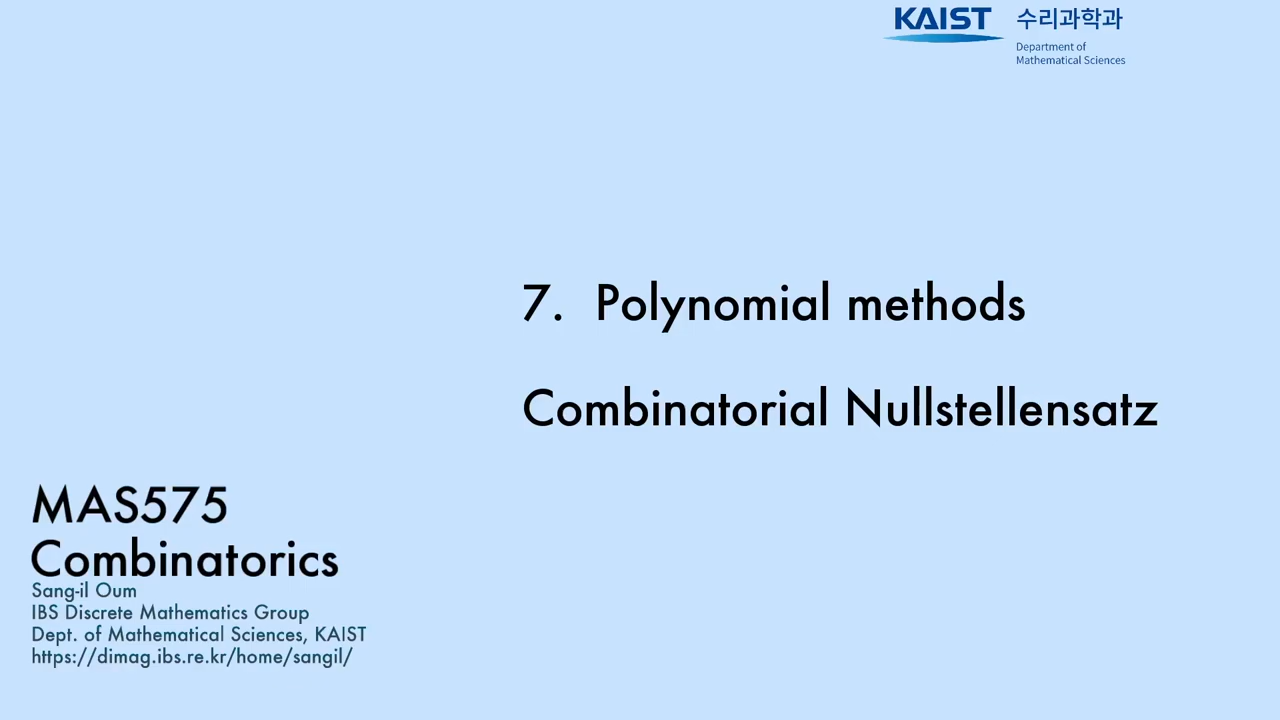 KAIST 수리과학과
Department of
Mathematical Sciences
7. Polynomial methods
Combinatorial Nullstellensatz
MAS575
Combinatorics
Sang-il Oum
IBS Discrete Mathematics Group
Dept. of Mathematical Sciences, KAIST
https://dimag.ibs.re.kr/home/sangil/